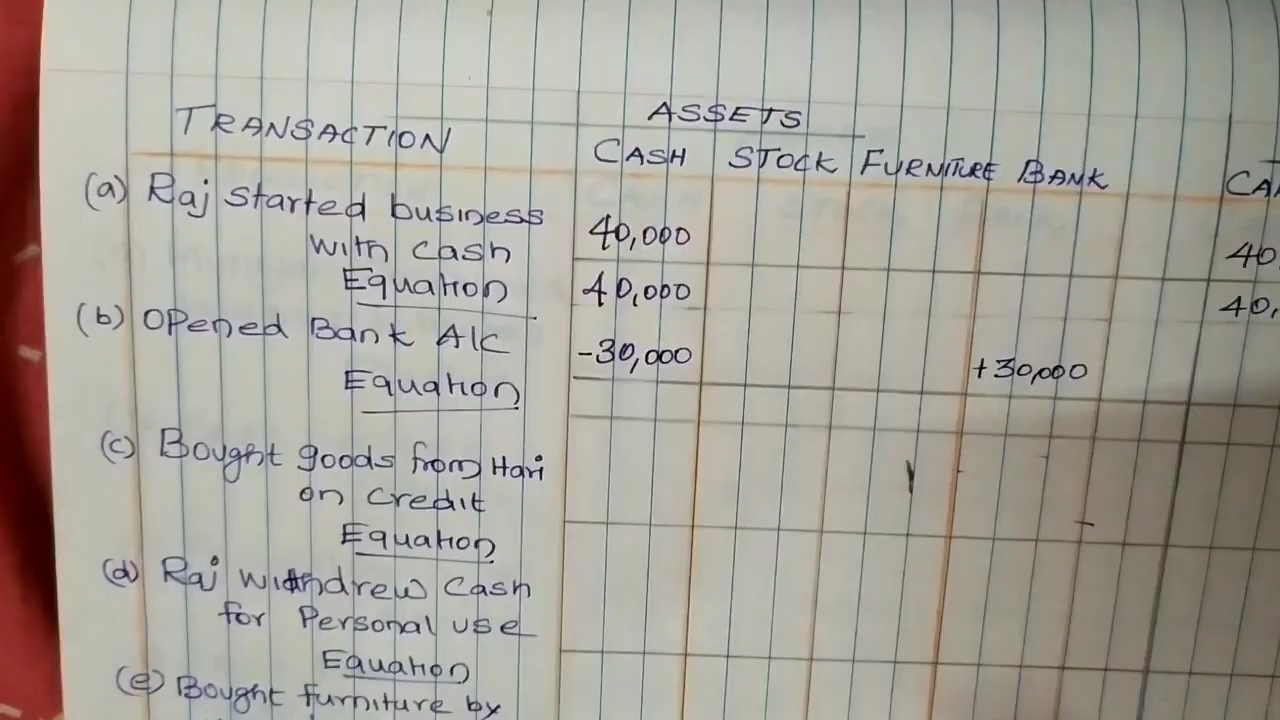 ASSETS
TRANSACTION CASH STOCK FURNITURE BANK CA
(a) Raj started business
with cash 40,000 40
Equation 40,000 40,
(b) Opened Bank A/c -30,000 +30,000
Equation
(c) Bought goods from Hari
on credit
Equation
(d) Raj withdrew cash
for Personal use
Equation
(e) Bought furniture by